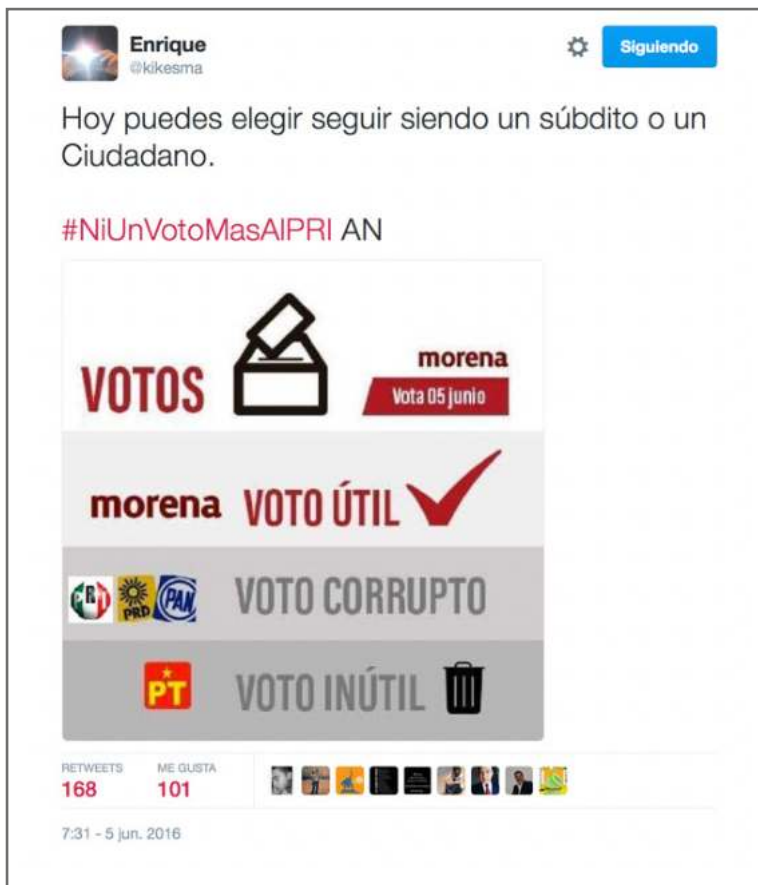 Enrique
@kikesma
Siguiendo
Hoy puedes elegir seguir siendo un súbdito o un
Ciudadano.
#NiUnVotoMasAlPRI AN
VOTOS
morena
Vota 05 junio
morena VOTO ÚTIL
PRI PRD PAN VOTO CORRUPTO
PT VOTO INÚTIL
RETWEETS
168
ME GUSTA
101
7:31 - 5 jun. 2016